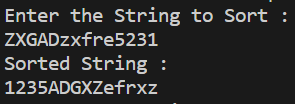 Enter the String to Sort :
ZXGADzxfre5231
Sorted String :
1235ADGXZefrxz